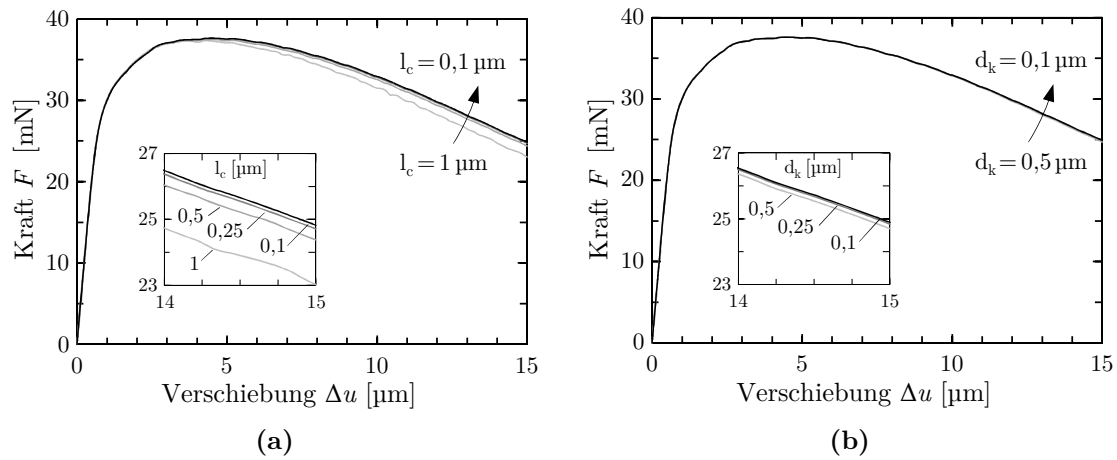 40
30
20
10
0
Kraft F [mN]
l_c = 0,1 µm
l_c = 1 µm
27
25
23
l_c [µm]
0,5
0,25
0,1
1
14
15
0
5
10
15
Verschiebung Δu [µm]
(a)
40
30
20
10
0
Kraft F [mN]
d_k = 0,1 µm
d_k = 0,5 µm
27
25
23
d_k [µm]
0,5
0,25
0,1
14
15
0
5
10
15
Verschiebung Δu [µm]
(b)